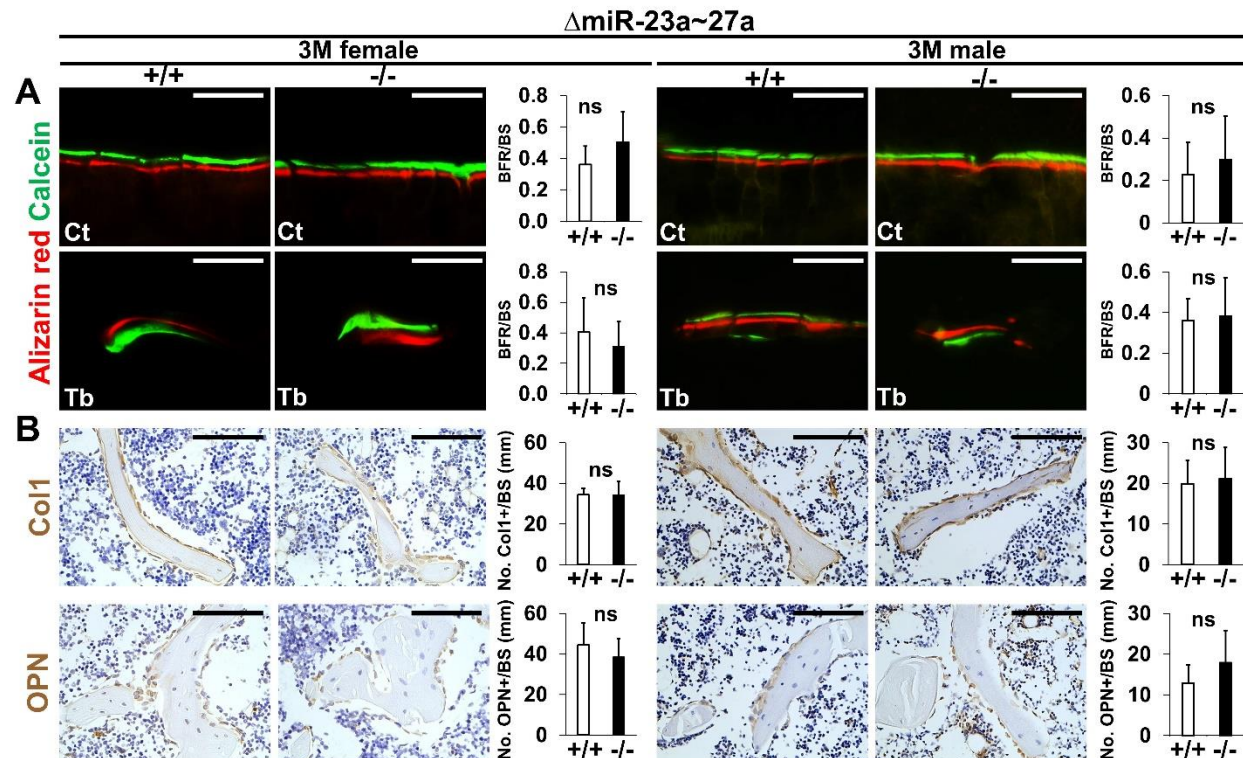 ΔmiR-23a~27a
3M female
3M male
+/+
-/-
+/+
-/-
A
Alizarin red Calcein
Ct
Ct
BFR/BS
0.8
0.6
0.4
0.2
0.0
ns
+/+ -/-
Ct
Ct
BFR/BS
0.6
0.4
0.2
0.0
ns
+/+ -/-
Tb
Tb
BFR/BS
0.8
0.6
0.4
0.2
0.0
ns
+/+ -/-
BFR/BS
0.8
0.6
0.4
0.2
0.0
ns
+/+ -/-
B
Col1
No. Col1+/BS (mm)
60
40
20
0
ns
+/+ -/-
No. Col1+/BS (mm)
30
20
10
0
ns
+/+ -/-
OPN
No. OPN+/BS (mm)
60
40
20
0
ns
+/+ -/-
No. OPN+/BS (mm)
30
20
10
0
ns
+/+ -/-